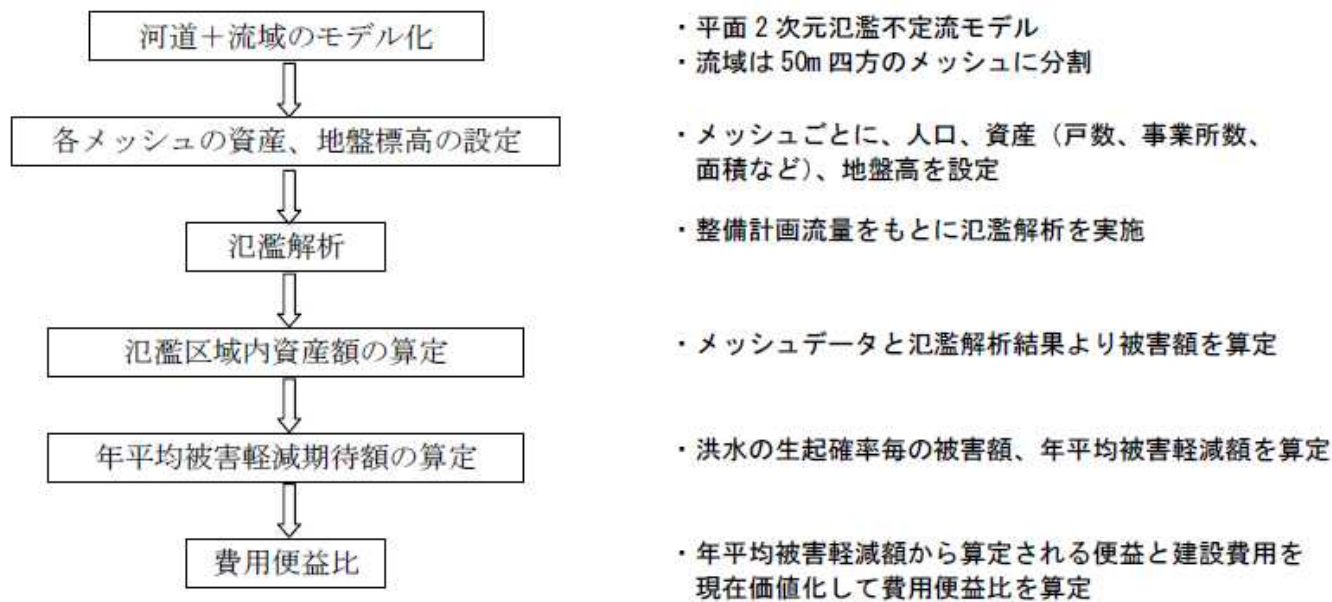 河道＋流域のモデル化
・平面２次元氾濫不定流モデル
・流域は 50m 四方のメッシュに分割
各メッシュの資産、地盤標高の設定
・メッシュごとに、人口、資産（戸数、事業所数、
面積など）、地盤高を設定
氾濫解析
・整備計画流量をもとに氾濫解析を実施
氾濫区域内資産額の算定
・メッシュデータと氾濫解析結果より被害額を算定
年平均被害軽減期待額の算定
・洪水の生起確率毎の被害額、年平均被害軽減額を算定
費用便益比
・年平均被害軽減額から算定される便益と建設費用を
現在価値化して費用便益比を算定